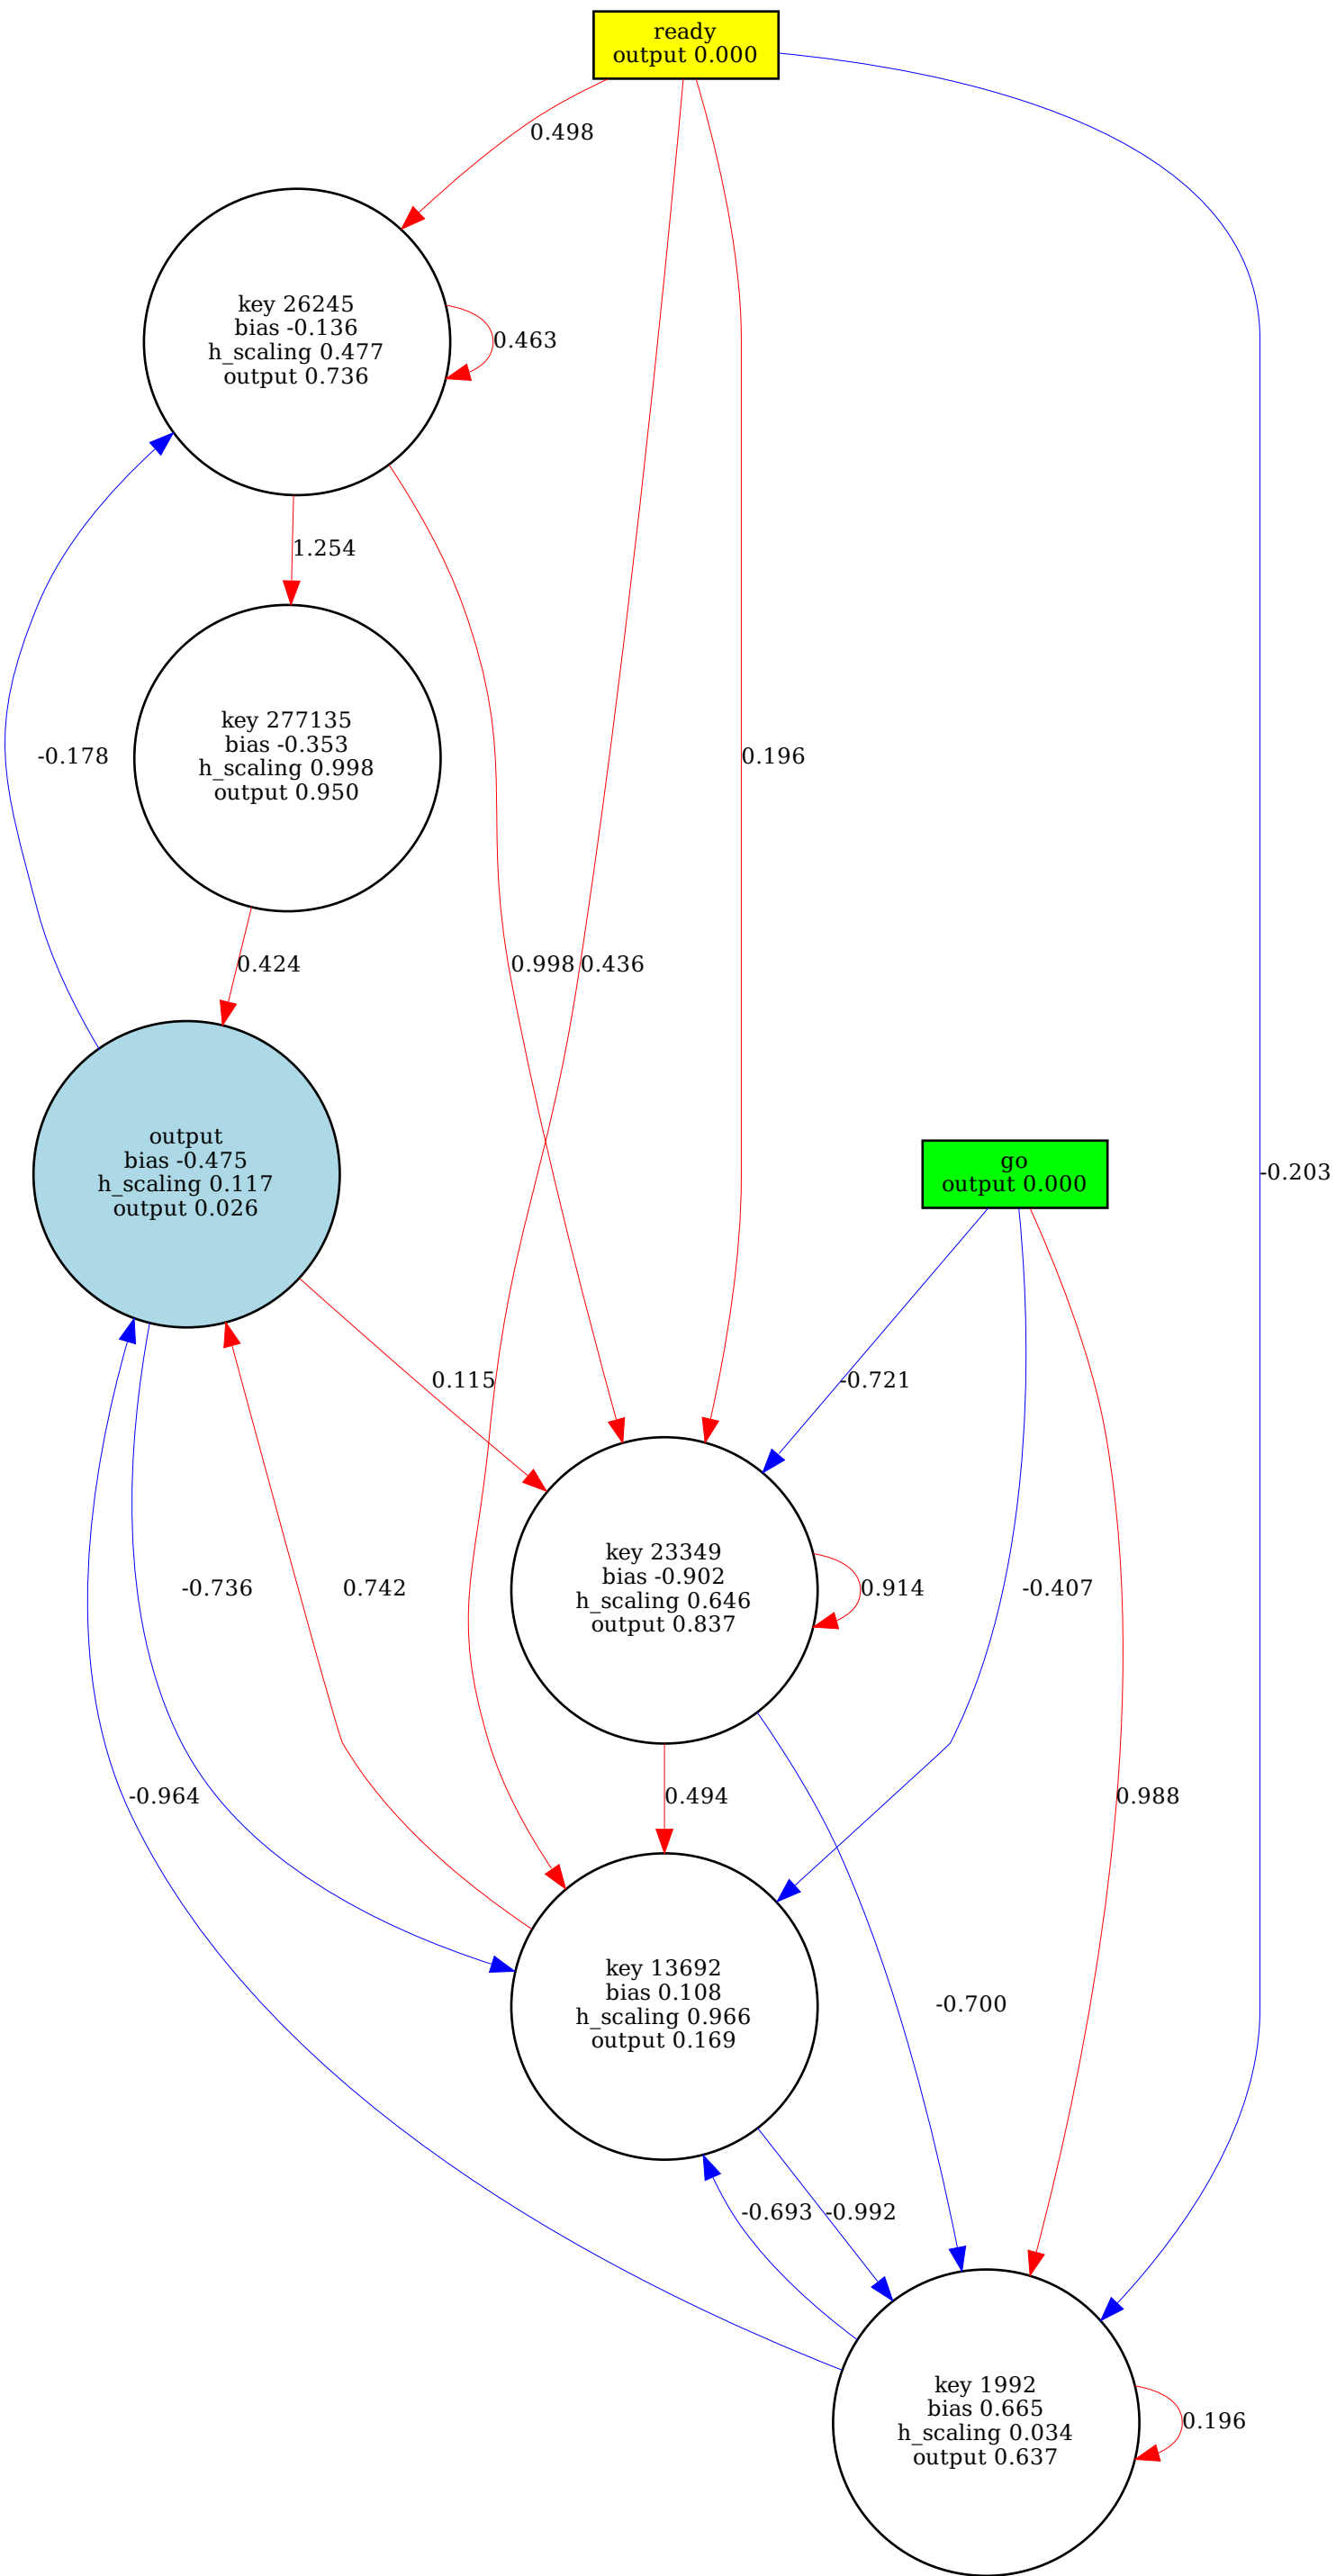 ready
output 0.000
0.498
key 26245
bias -0.136
h_scaling 0.477
output 0.736
0.463
1.254
key 277135
bias -0.353
h_scaling 0.998
output 0.950
-0.178
0.196
0.424
0.998
0.436
output
bias -0.475
h_scaling 0.117
output 0.026
go
output 0.000
-0.203
0.115
-0.721
key 23349
bias -0.902
h_scaling 0.646
output 0.837
-0.736
0.742
0.914
-0.407
-0.964
0.494
0.988
key 13692
bias 0.108
h_scaling 0.966
output 0.169
-0.700
-0.693
-0.992
key 1992
bias 0.665
h_scaling 0.034
output 0.637
0.196